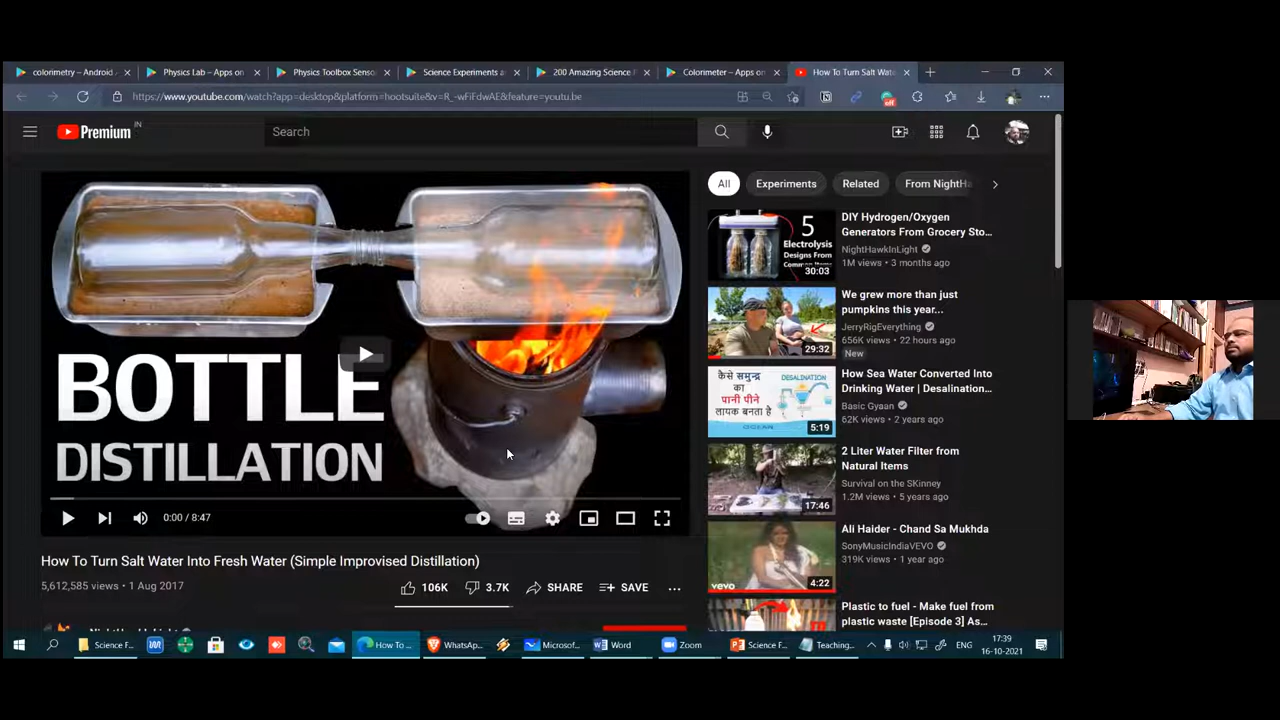 colorimetry – Android
Physics Lab – Apps on
Physics Toolbox Senso
Science Experiments a
200 Amazing Science
Colorimeter – Apps on
How To Turn Salt Wate
https://www.youtube.com/watch?app=desktop&platform=hootsuite&v=R_-wFiFdwAE&feature=youtu.be
off
Premium IN
Search
BOTTLE
DISTILLATION
0:00 / 8:47
How To Turn Salt Water Into Fresh Water (Simple Improvised Distillation)
5,612,585 views • 1 Aug 2017
106K
3.7K
SHARE
SAVE
All
Experiments
Related
From NightHa
5
Electrolysis
Designs From
Common Items
30:03
DIY Hydrogen/Oxygen
Generators From Grocery Sto...
NightHawkInLight
1M views • 3 months ago
29:32
We grew more than just
pumpkins this year...
JerryRigEverything
656K views • 22 hours ago
New
कैसे समुन्द्र
का
पानी पीने
लायक बनता
है
DESALINATION
OCEAN
5:19
How Sea Water Converted Into
Drinking Water | Desalination...
Basic Gyaan
62K views • 2 years ago
17:46
2 Liter Water Filter from
Natural Items
Survival on the SKinney
1.2M views • 5 years ago
vevo
4:22
Ali Haider - Chand Sa Mukhda
SonyMusicIndiaVEVO
319K views • 1 year ago
Plastic to fuel - Make fuel from
plastic waste [Episode 3] As...
Science F...
How To ...
WhatsAp...
Microsof...
Word
Zoom
Science F...
Teaching...
ENG
17:39
16-10-2021